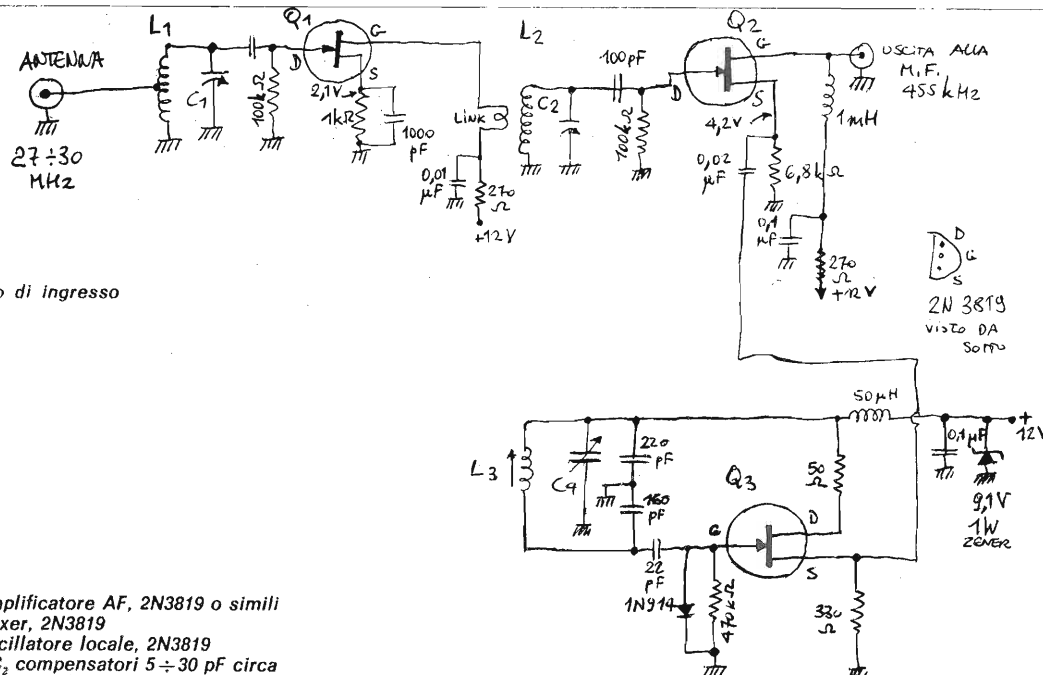 ANTENNA
27÷30
MHz
L1
C1
100kΩ
Q1
D
G
S
2,1V
1kΩ
1000
pF
LINK
0,01
µF
270
Ω
+12V
L2
C2
100pF
100kΩ
Q2
D
G
S
4,2V
0,02
µF
6,8kΩ
USCITA ALLA
M.F.
455kHz
1mH
0,1
µF
270
Ω
+12V
D
G
S
2N 3819
VISTO DA
SOTTO
o di ingresso
L3
C4
220
pF
160
pF
22
pF
1N914
470kΩ
Q3
G
D
S
50
Ω
50µH
330
Ω
0,1µF
+
12V
9,1V
1W
ZENER
nplificatore AF, 2N3819 o simili
xer, 2N3819
cillatore locale, 2N3819
C₂ compensatori 5÷30 pF circa